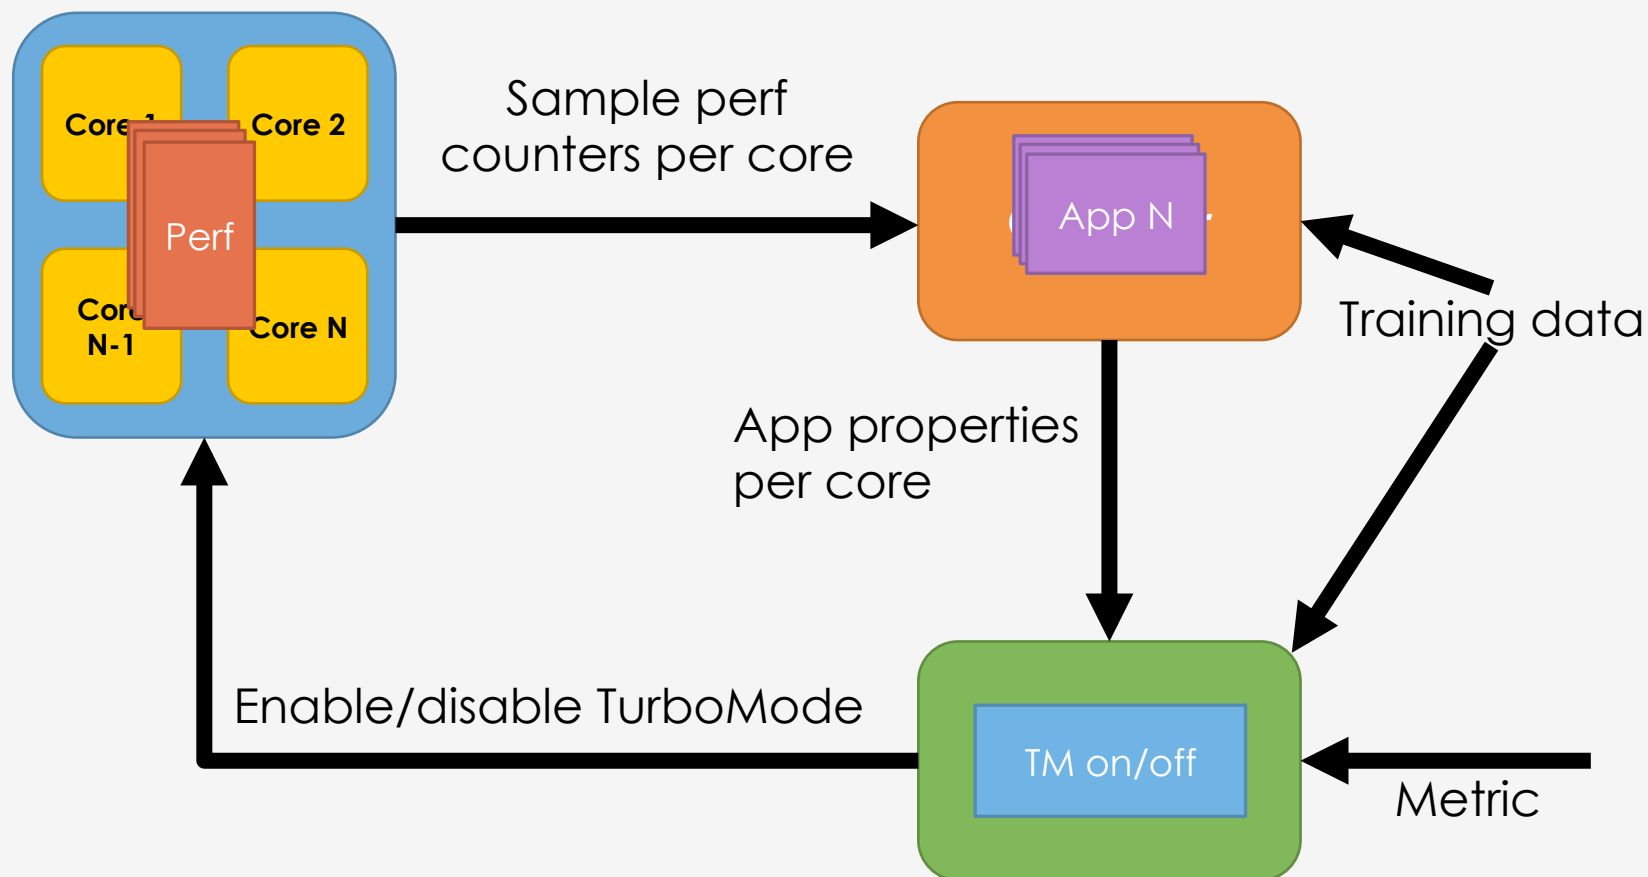 Core 1
Core 2
Perf
Core
N-1
Core N
Sample perf
counters per core
App N
Training data
App properties
per core
Enable/disable TurboMode
TM on/off
Metric